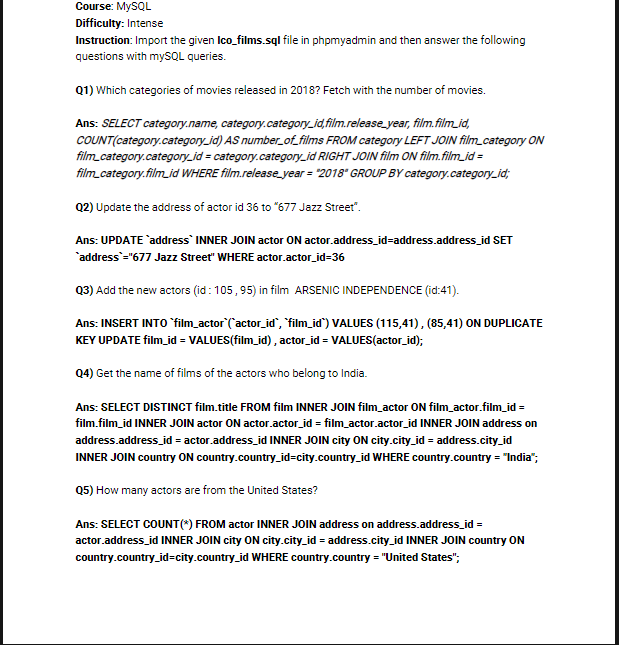 Course: MySQL
Difficulty: Intense
Instruction: Import the given lco_films.sql file in phpmyadmin and then answer the following
questions with mySQL queries.
Q1) Which categories of movies released in 2018? Fetch with the number of movies.
Ans: SELECT category.name, category.category_id,film.release_year, film.film_id,
COUNT(category.category_id) AS number_of_films FROM category LEFT JOIN film_category ON
film_category.category_id = category.category_id RIGHT JOIN film ON film.film_id =
film_category.film_id WHERE film.release_year = "2018" GROUP BY category.category_id;
Q2) Update the address of actor id 36 to “677 Jazz Street”.
Ans: UPDATE `address` INNER JOIN actor ON actor.address_id=address.address_id SET
`address`="677 Jazz Street" WHERE actor.actor_id=36
Q3) Add the new actors (id : 105 , 95) in film  ARSENIC INDEPENDENCE (id:41).
Ans: INSERT INTO `film_actor`(`actor_id`, `film_id`) VALUES (115,41) , (85,41) ON DUPLICATE
KEY UPDATE film_id = VALUES(film_id) , actor_id = VALUES(actor_id);
Q4) Get the name of films of the actors who belong to India.
Ans: SELECT DISTINCT film.title FROM film INNER JOIN film_actor ON film_actor.film_id =
film.film_id INNER JOIN actor ON actor.actor_id = film_actor.actor_id INNER JOIN address on
address.address_id = actor.address_id INNER JOIN city ON city.city_id = address.city_id
INNER JOIN country ON country.country_id=city.country_id WHERE country.country = "India";
Q5) How many actors are from the United States?
Ans: SELECT COUNT(*) FROM actor INNER JOIN address on address.address_id =
actor.address_id INNER JOIN city ON city.city_id = address.city_id INNER JOIN country ON
country.country_id=city.country_id WHERE country.country = "United States";